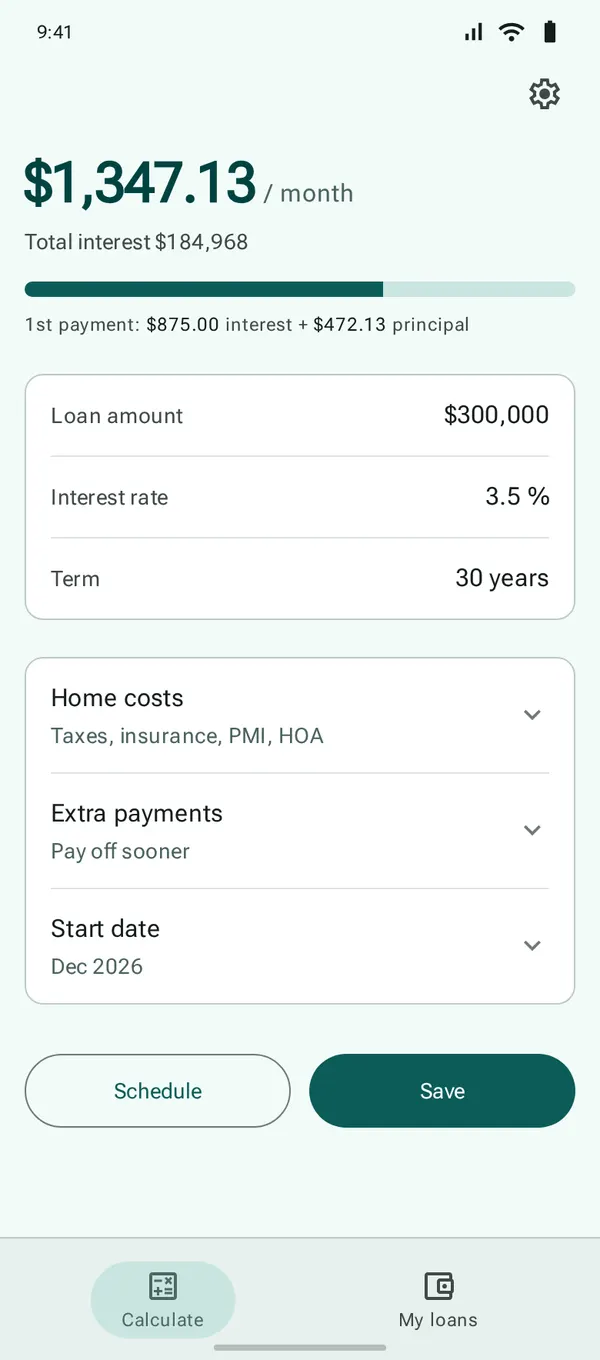 9:41
$1,347.13 / month
Total interest $184,968
1st payment: $875.00 interest + $472.13 principal
Loan amount $300,000
Interest rate 3.5 %
Term 30 years
Home costs
Taxes, insurance, PMI, HOA
Extra payments
Pay off sooner
Start date
Dec 2026
Schedule Save
Calculate My loans